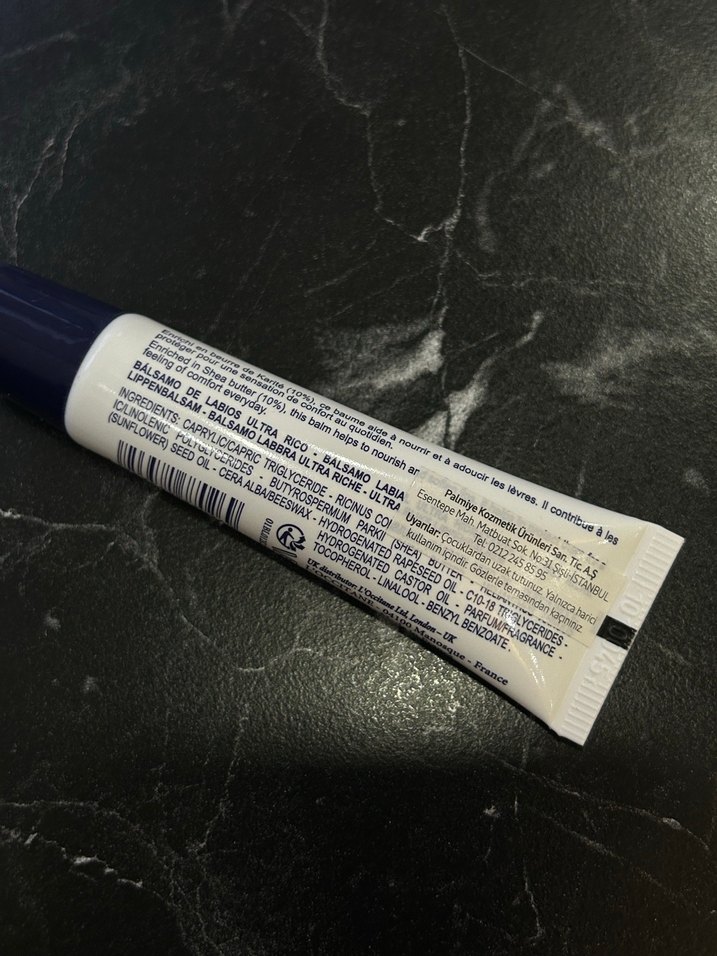 Enrichi en beurre de Karité (10%), ce baume aide à nourrir et à adoucir les lèvres. Il contribue à les
protéger pour une sensation de confort au quotidien.
Enriched in Shea butter (10%), this balm helps to nourish
feeling of comfort everyday.
BÁLSAMO DE LABIOS ULTRA RICO - BÁLSAMO LABIA
LIPPENBALSAM - BALSAMO LABBRA ULTRA RICHE - ULTRA
INGREDIENTS: CAPRYLIC/CAPRIC TRIGLYCERIDE - RICINUS
IC/LINOLENIC POLYGLYCERIDES - BUTYROSPERMUM PARKII (SHEA) BUTTER
(SUNFLOWER) SEED OIL - CERA ALBA/BEESWAX - HYDROGENATED RAPESEED OIL - C10-18 TRIGLYCERIDES -
HYDROGENATED CASTOR OIL - PARFUM/FRAGRANCE -
TOCOPHEROL - LINALOOL - BENZYL BENZOATE.
UK distributor: L'Occitane Ltd, London - UK
L'OCCITANE - 04100 Manosque - France
Palmiye Kozmetik Ürünleri San. Tic. A.Ş
Esentepe Mah. Matbuat Sok. No:31 Şişli-İSTANBUL
Tel: 0212 245 85 95
Uyarılar: Çocuklardan uzak tutunuz. Yalnızca harici
kullanım içindir. Gözlerle temasından kaçınınız.